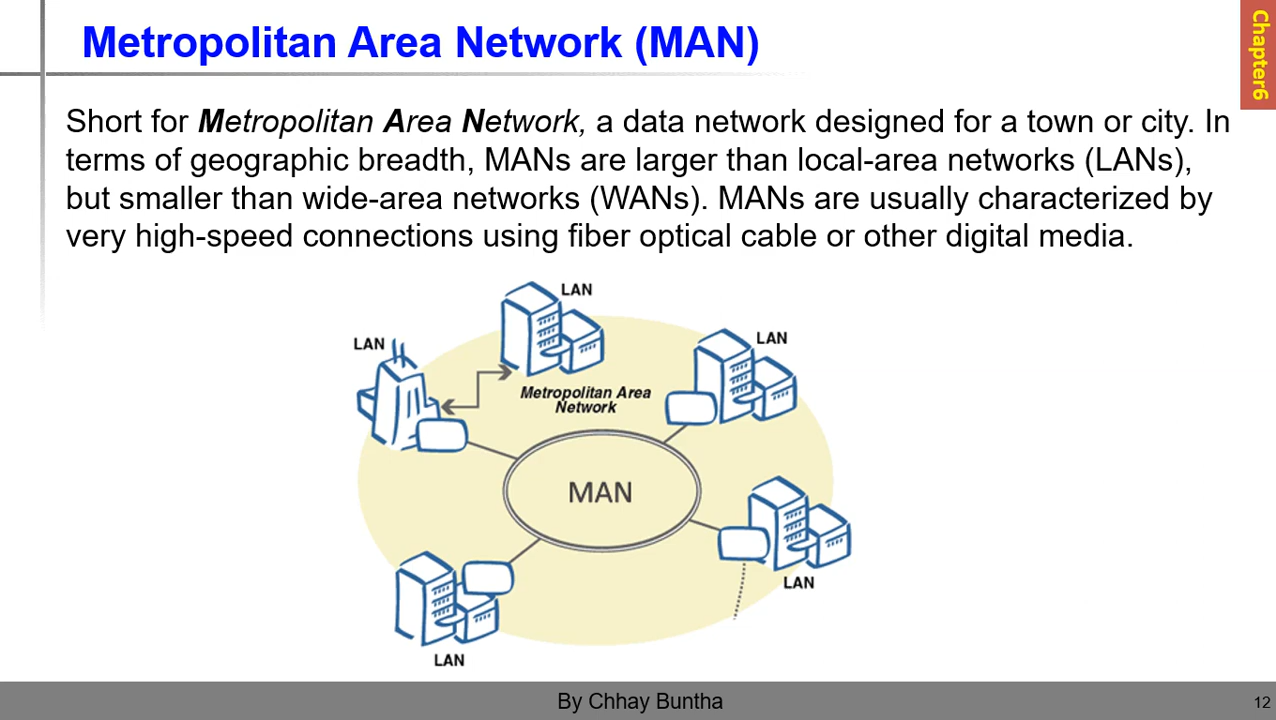 Metropolitan Area Network (MAN)
Chapter6
Short for Metropolitan Area Network, a data network designed for a town or city. In
terms of geographic breadth, MANs are larger than local-area networks (LANs),
but smaller than wide-area networks (WANs). MANs are usually characterized by
very high-speed connections using fiber optical cable or other digital media.
LAN
LAN
LAN
Metropolitan Area
Network
MAN
LAN
LAN
By Chhay Buntha
12